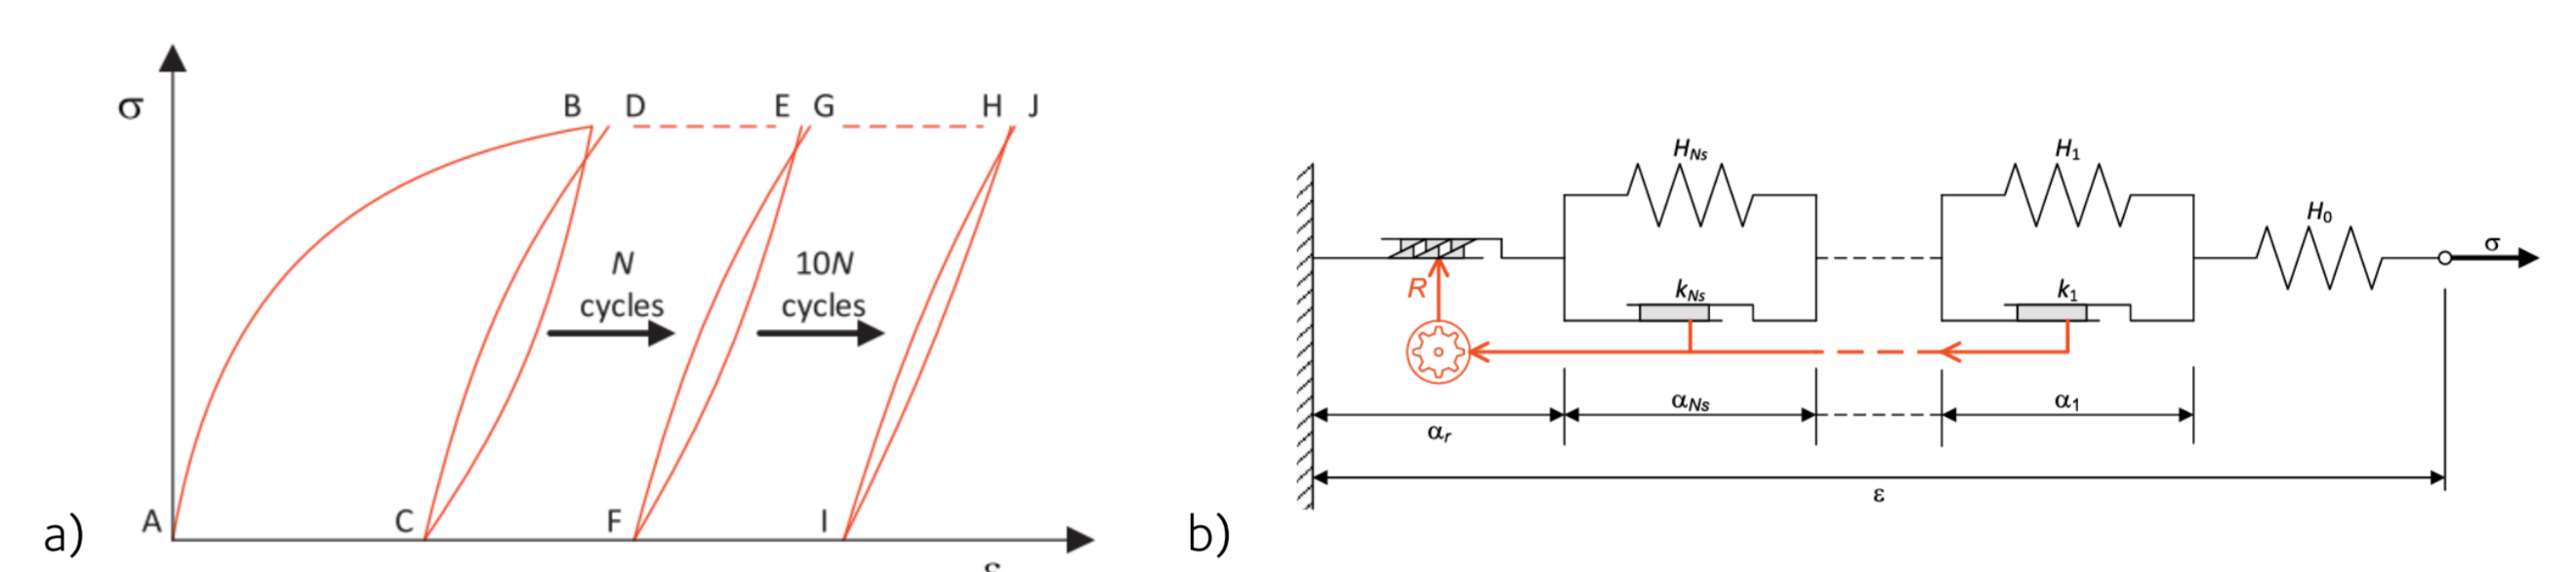 σ
B D E G H J
N cycles
10N cycles
A C F I
ε
a)
H_Ns
H_1
H_0
σ
R
k_Ns
k_1
α_r
α_Ns
α_1
ε
b)